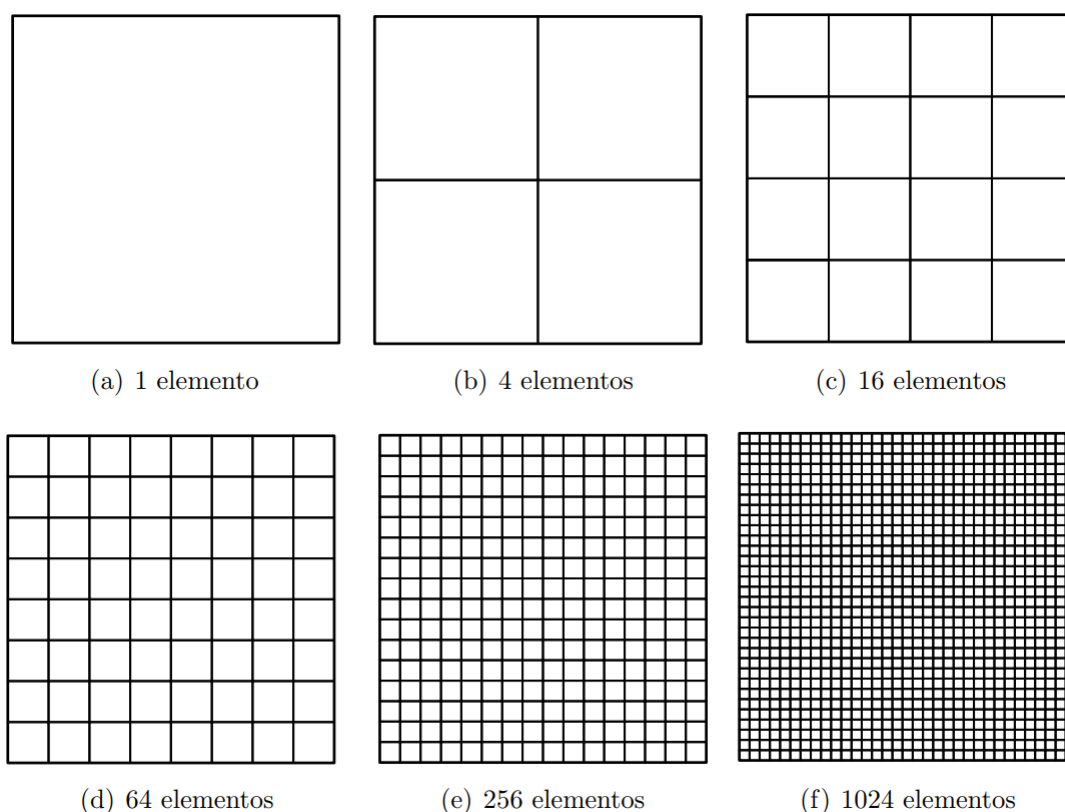 (a) 1 elemento
(b) 4 elementos
(c) 16 elementos
(d) 64 elementos
(e) 256 elementos
(f) 1024 elementos